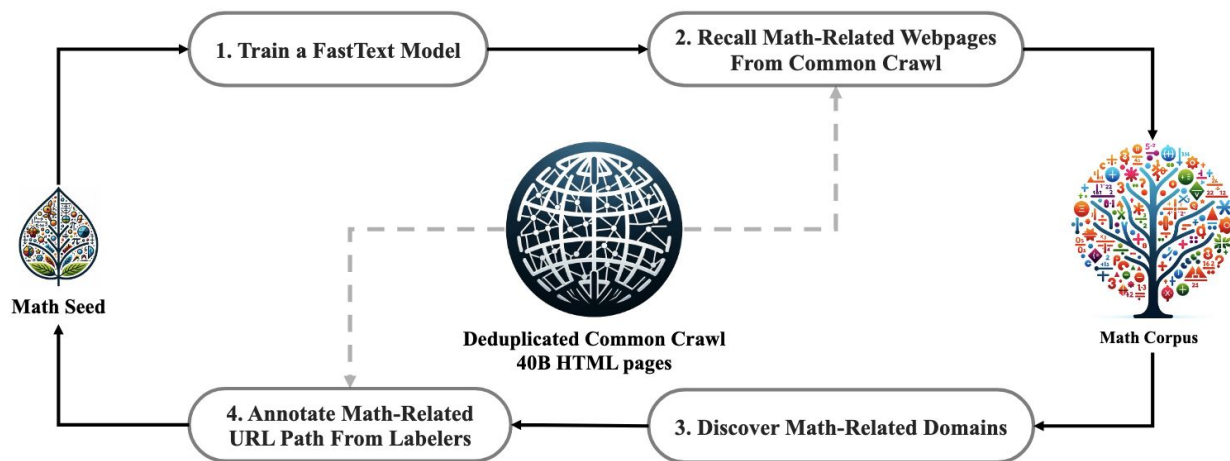 1. Train a FastText Model
2. Recall Math-Related Webpages
From Common Crawl
Math Seed
Deduplicated Common Crawl
40B HTML pages
Math Corpus
4. Annotate Math-Related
URL Path From Labelers
3. Discover Math-Related Domains